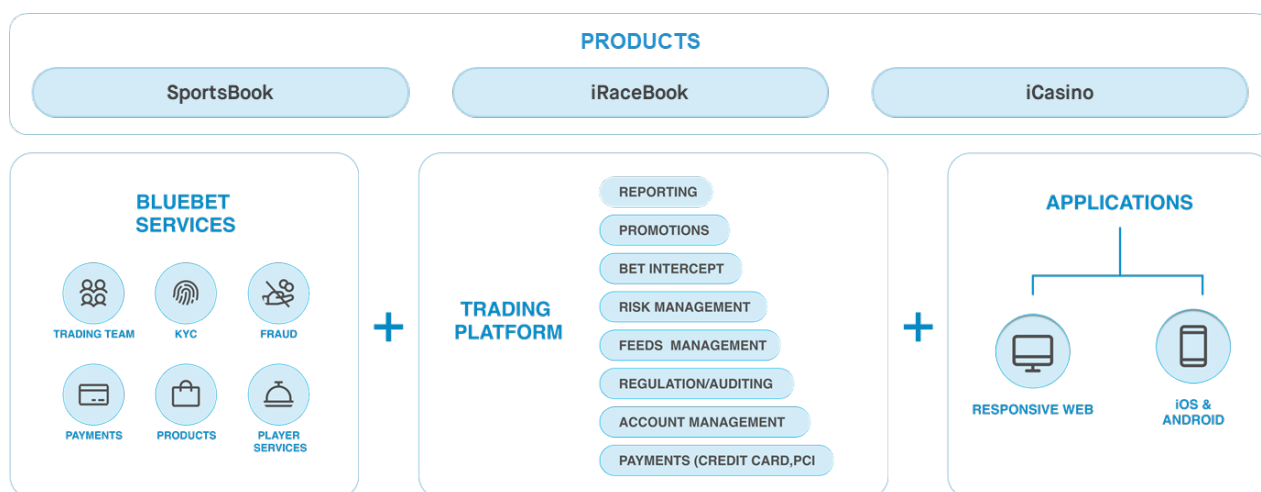 PRODUCTS
SportsBook
iRaceBook
iCasino
BLUEBET
SERVICES
TRADING TEAM
KYC
FRAUD
PAYMENTS
PRODUCTS
PLAYER
SERVICES
+
TRADING
PLATFORM
REPORTING
PROMOTIONS
BET INTERCEPT
RISK MANAGEMENT
FEEDS MANAGEMENT
REGULATION/AUDITING
ACCOUNT MANAGEMENT
PAYMENTS (CREDIT CARD,PCI
+
APPLICATIONS
RESPONSIVE WEB
iOS &
ANDROID